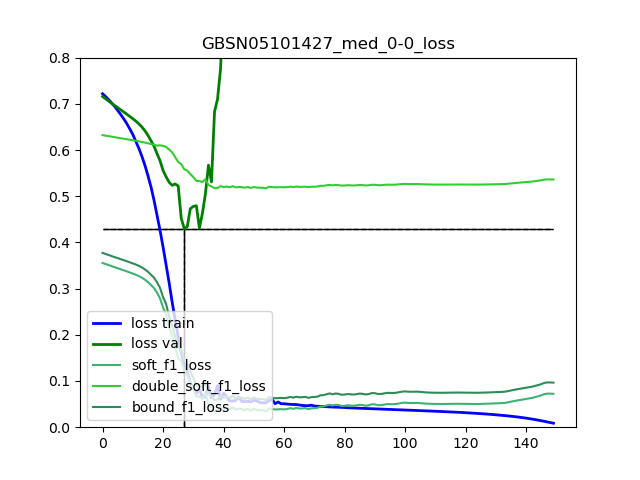 GBSN05101427_med_0-0_loss
0.8
0.7
0.6
0.5
0.4
0.3
0.2
0.1
0.0
loss train
loss val
soft_f1_loss
double_soft_f1_loss
bound_f1_loss
0 20 40 60 80 100 120 140